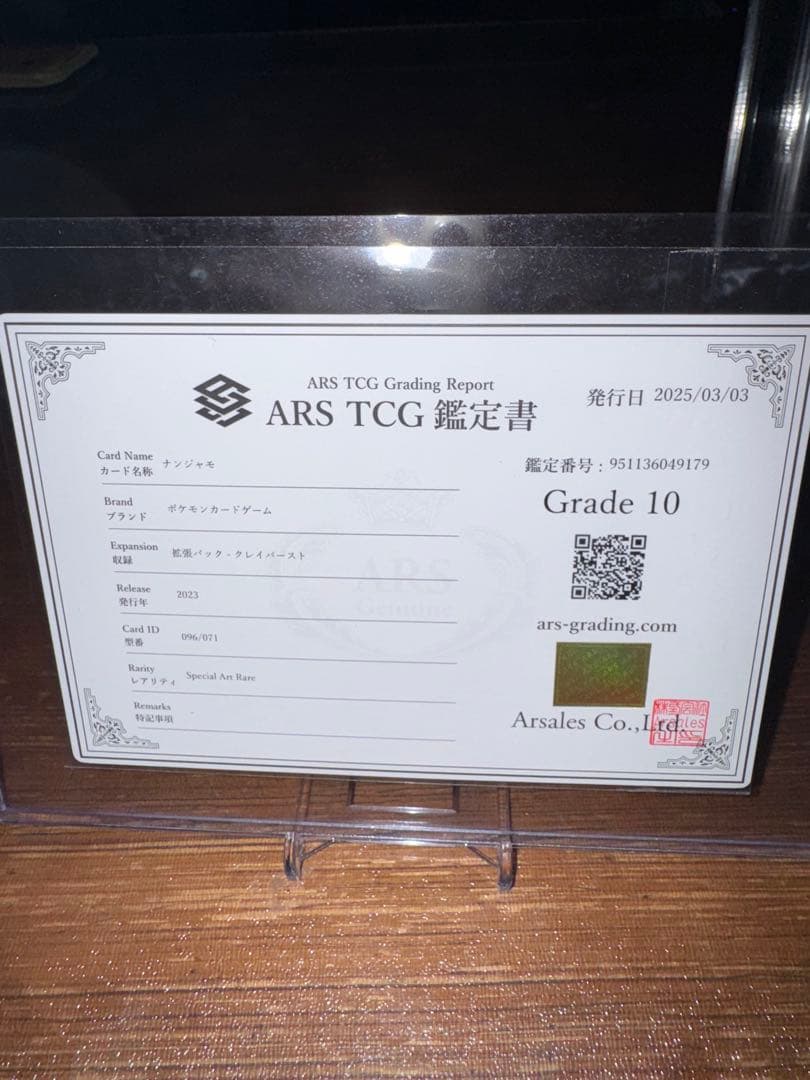 ARS TCG Grading Report
ARS TCG 鑑定書
発行日 2025/03/03
Card Name
カード名称 ナンジャモ
Brand
ブランド ポケモンカードゲーム
Expansion
収録 拡張パック - クレイバースト
Release
発行年 2023
Card ID
型番 096/071
Rarity
レアリティ Special Art Rare
Remarks
特記事項 -
鑑定番号 : 951136049179
Grade 10
ars-grading.com
Arsales Co.,Ltd.
ARS
Genuine
Arsales